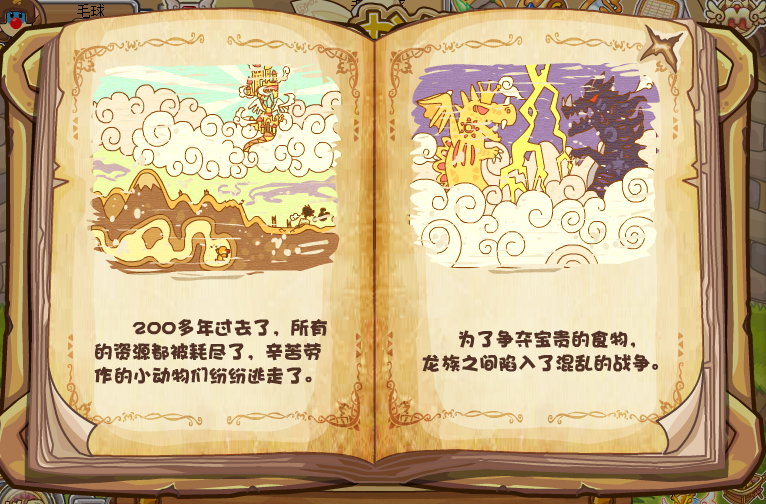 毛球
200多年过去了，所有
的资源都被耗尽了，辛苦劳
作的小动物们纷纷逃走了。
为了争夺宝贵的食物，
龙族之间陷入了混乱的战争。